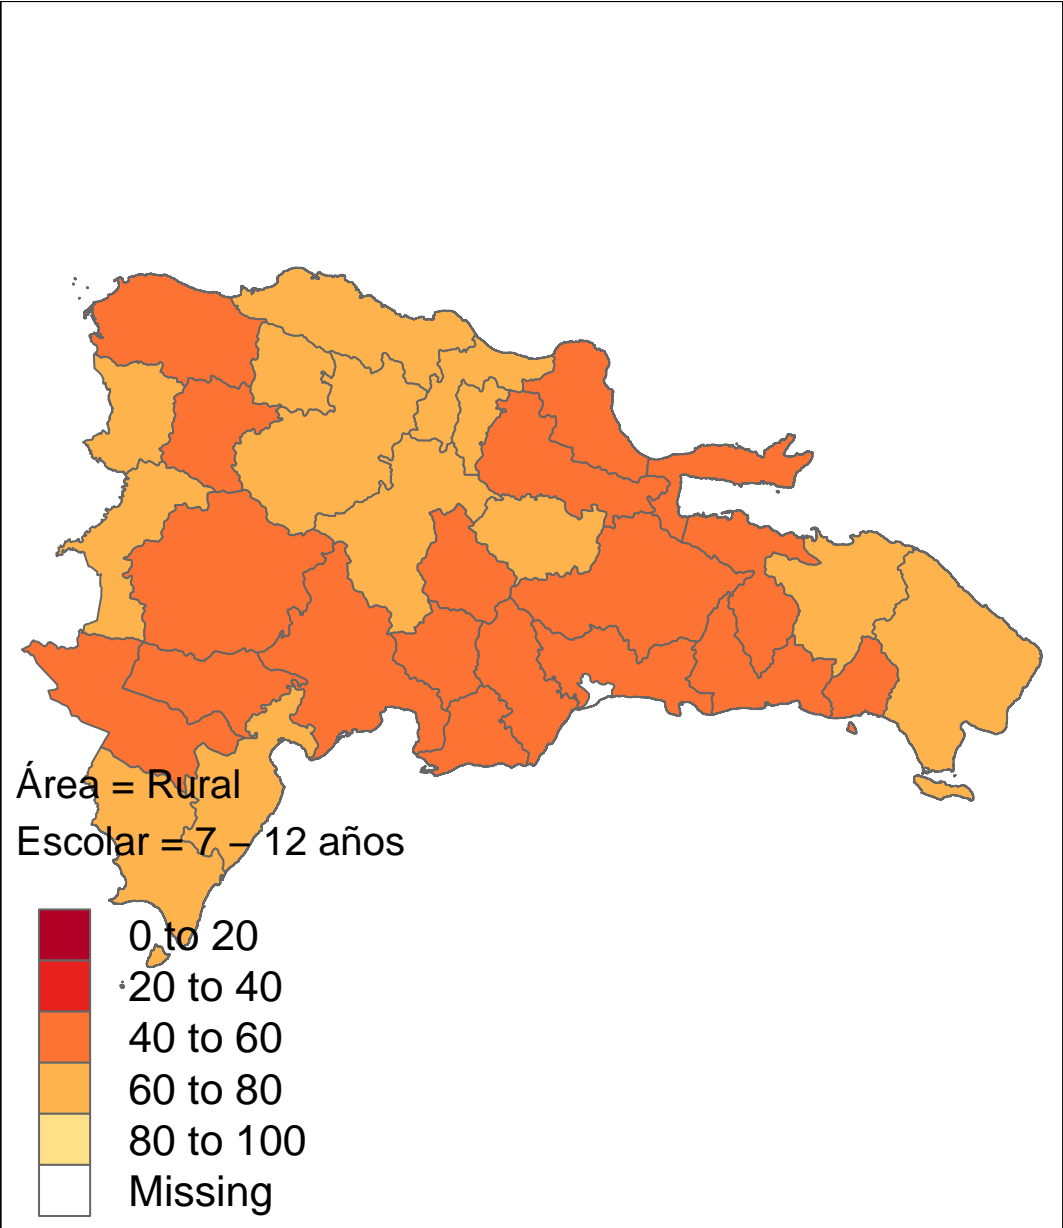 Área = Rural
Escolar = 7 – 12 años
0 to 20
20 to 40
40 to 60
60 to 80
80 to 100
Missing